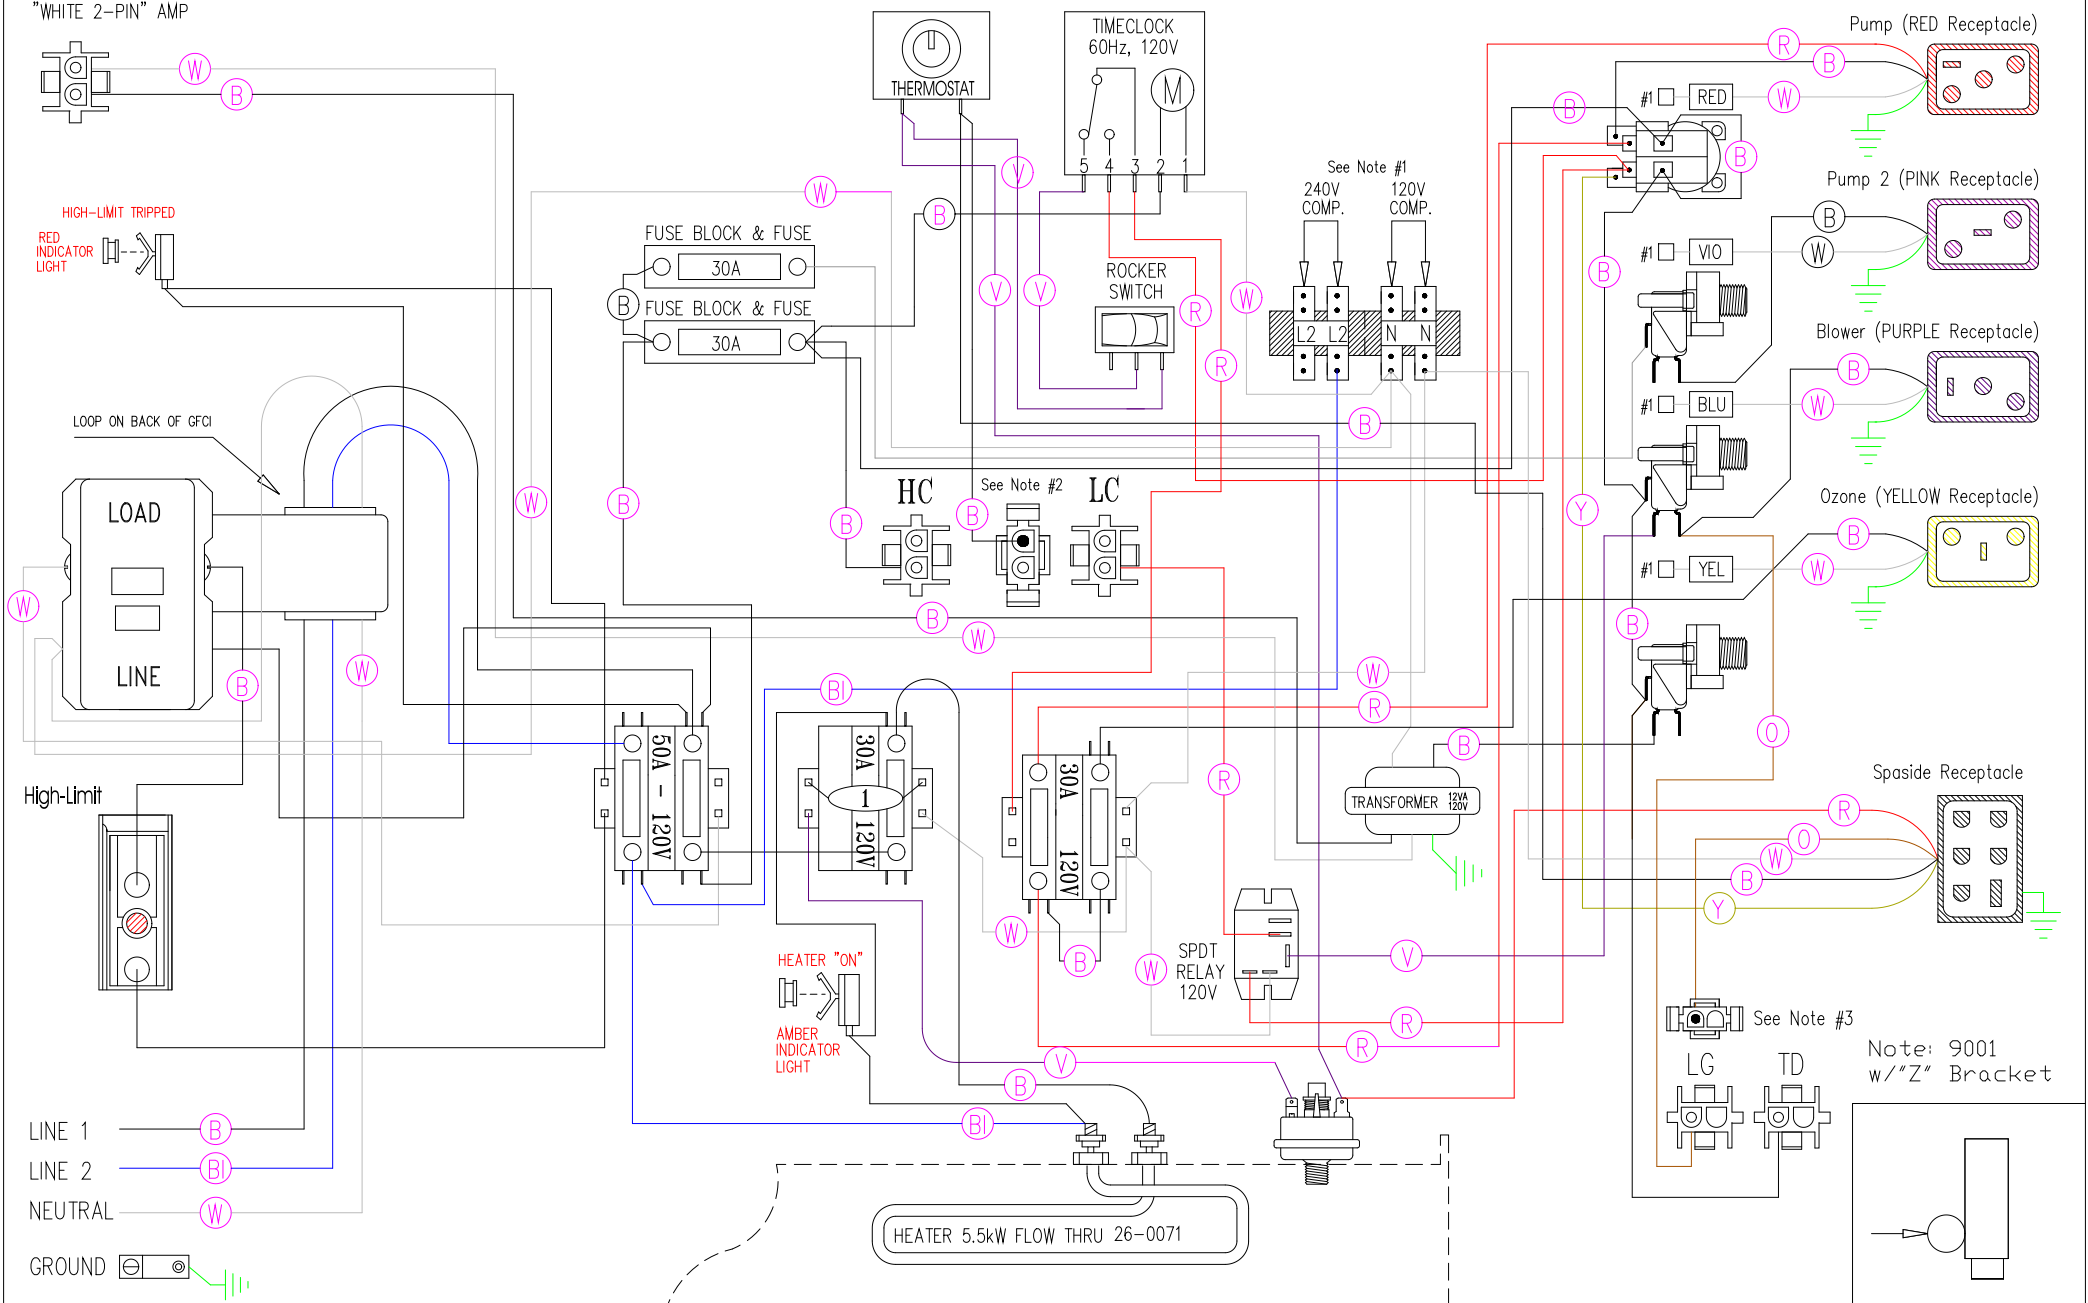 "WHITE 2-PIN" AMP
W
B
THERMOSTAT
TIMECLOCK
60Hz, 120V
M
5 4 3 2 1
Pump (RED Receptacle)
R
B
#1 RED W
B
B
V
See Note #1
240V
COMP.
120V
COMP.
Pump 2 (PINK Receptacle)
B
#1 VIO W
W
B
HIGH-LIMIT TRIPPED
RED
INDICATOR
LIGHT
FUSE BLOCK & FUSE
30A
B
FUSE BLOCK & FUSE
30A
ROCKER
SWITCH
V
V
W
R
R
B
L2 L2 N N
Blower (PURPLE Receptacle)
B
#1 BLU W
B
LOOP ON BACK OF GFCI
LOAD
LINE
W
B
W
W
B
B
HC
B
See Note #2
LC
Y
Ozone (YELLOW Receptacle)
B
#1 YEL W
B
B
W
W
Bl
R
B
O
High-Limit
50A - 120V
30A 120V
1
30A 120V
R
TRANSFORMER 12VA
120V
Spaside Receptacle
R
O
W
B
Y
W
B
W
SPDT
RELAY
120V
V
R
R
HEATER "ON"
AMBER
INDICATOR
LIGHT
V
B
Bl
See Note #3
LG
TD
Note: 9001
w/"Z" Bracket
LINE 1 B
LINE 2 Bl
NEUTRAL W
GROUND
HEATER 5.5kW FLOW THRU 26-0071